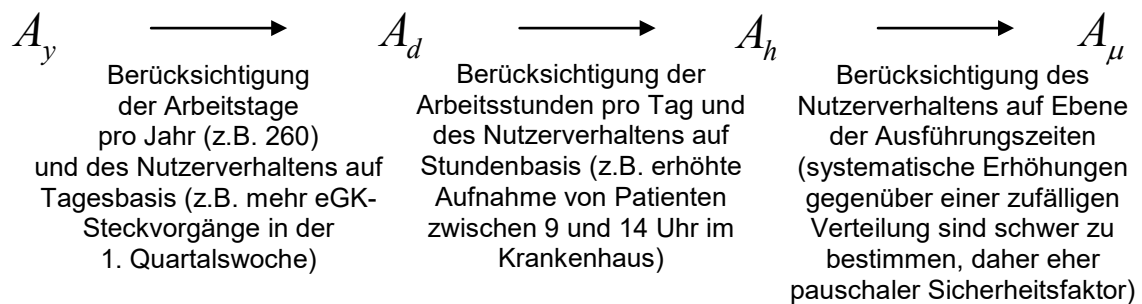 A_y → A_d → A_h → A_μ
Berücksichtigung
der Arbeitstage
pro Jahr (z.B. 260)
und des Nutzerverhaltens auf
Tagesbasis (z.B. mehr eGK-
Steckvorgänge in der
1. Quartalswoche)
Berücksichtigung der
Arbeitsstunden pro Tag und
des Nutzerverhaltens auf
Stundenbasis (z.B. erhöhte
Aufnahme von Patienten
zwischen 9 und 14 Uhr im
Krankenhaus)
Berücksichtigung des
Nutzerverhaltens auf Ebene
der Ausführungszeiten
(systematische Erhöhungen
gegenüber einer zufälligen
Verteilung sind schwer zu
bestimmen, daher eher
pauschaler Sicherheitsfaktor)